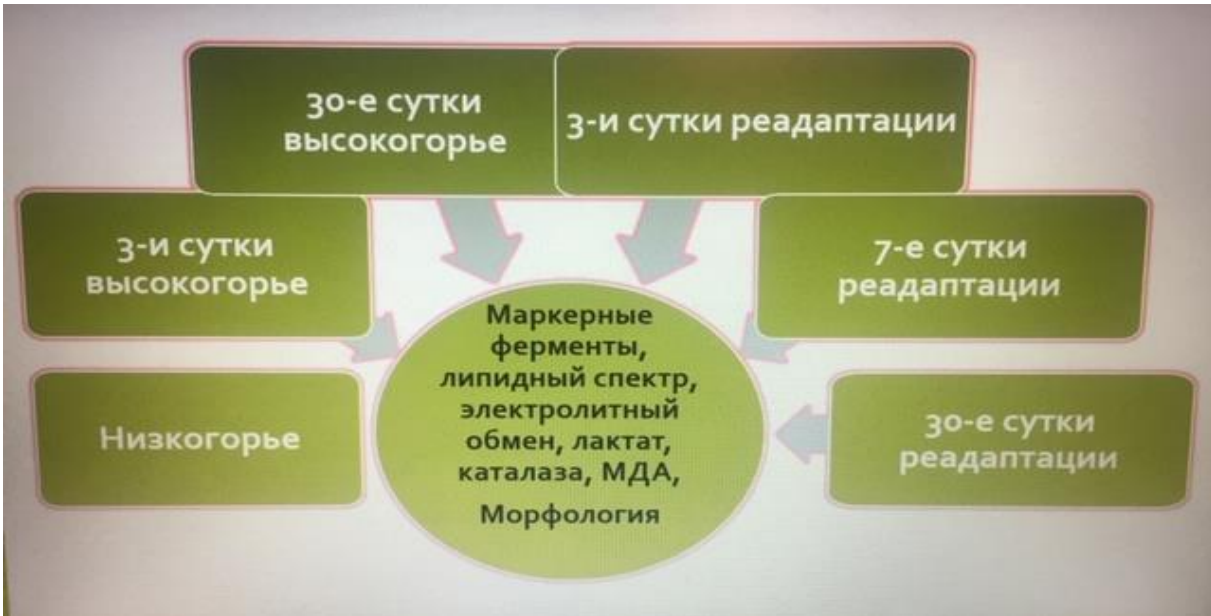 30-е сутки
высокогорье
3-и сутки реадаптации
3-и сутки
высокогорье
7-е сутки
реадаптации
Маркерные
ферменты,
липидный спектр,
электролитный
обмен, лактат,
каталаза, МДА,
Морфология
Низкогорье
30-е сутки
реадаптации